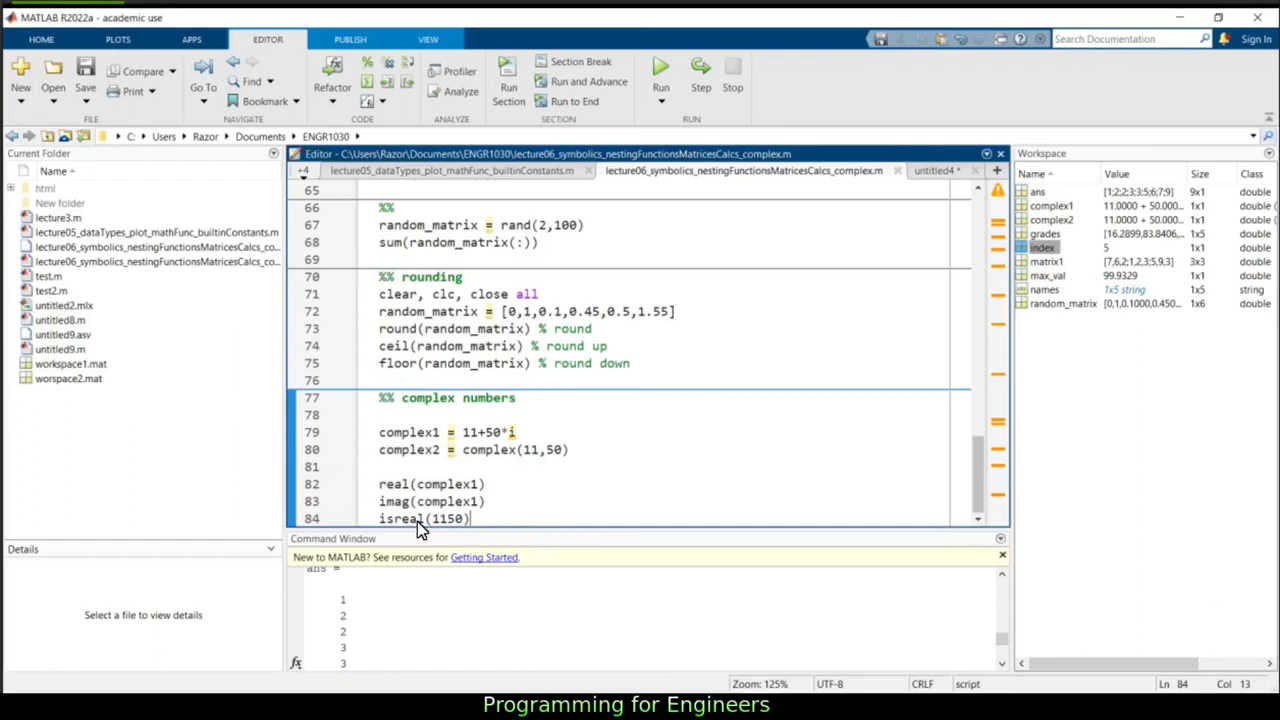 MATLAB R2022a - academic use
HOME PLOTS APPS EDITOR PUBLISH VIEW Search Documentation Sign In
New Open Save Compare Print Go To Find Bookmark Refactor Profiler Analyze Run Section Section Break Run and Advance Run to End Run Step Stop
FILE NAVIGATE CODE ANALYZE SECTION RUN
C: Users Razor Documents ENGR1030
Current Folder
Name
html
New folder
lecture3.m
lecture05_dataTypes_plot_mathFunc_builtinConstants.m
lecture06_symbolics_nestingFunctionsMatricesCalcs_co...
lecture06_symbolics_nestingFunctionsMatricesCalcs_co...
test.m
test2.m
untitled2.mlx
untitled8.m
untitled9.asv
untitled9.m
workspace1.mat
worspace2.mat
Details
Select a file to view details
Editor - C:\Users\Razor\Documents\ENGR1030\lecture06_symbolics_nestingFunctionsMatricesCalcs_complex.m
+4 lecture05_dataTypes_plot_mathFunc_builtinConstants.m lecture06_symbolics_nestingFunctionsMatricesCalcs_complex.m untitled4 *
65
66 %%
67 random_matrix = rand(2,100)
68 sum(random_matrix(:))
69
70 %% rounding
71 clear, clc, close all
72 random_matrix = [0,1,0.1,0.45,0.5,1.55]
73 round(random_matrix) % round
74 ceil(random_matrix) % round up
75 floor(random_matrix) % round down
76
77 %% complex numbers
78
79 complex1 = 11+50*i
80 complex2 = complex(11,50)
81
82 real(complex1)
83 imag(complex1)
84 isreal(1150)
Command Window
New to MATLAB? See resources for Getting Started.
ans =
1
2
2
3
3
fx
Workspace
Name Value Size Class
ans [1;2;2;3;3;5;6;7;9] 9x1 double
complex1 11.0000 + 50.000... 1x1 double
complex2 11.0000 + 50.000... 1x1 double
grades [16.2899,83.8406,... 1x5 double
index 5 1x1 double
matrix1 [7,6,2;1,2,3;5,9,3] 3x3 double
max_val 99.9329 1x1 double
names 1x5 string 1x5 string
random_matrix [0,1,0.1000,0.450... 1x6 double
Zoom: 125% UTF-8 CRLF script Ln 84 Col 13
Programming for Engineers